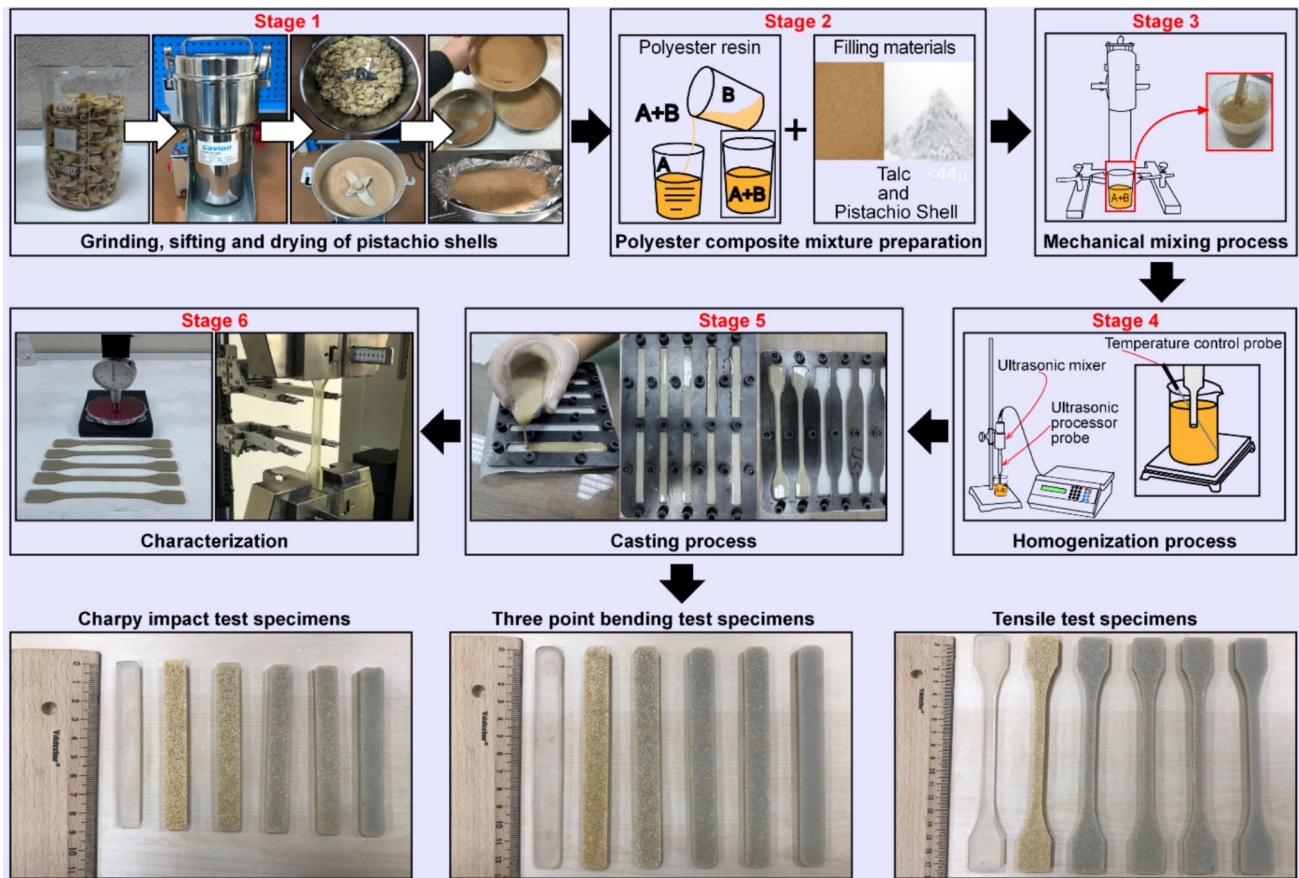 Stage 1
CAM
Cavlon
Grinding, sifting and drying of pistachio shells
Stage 2
Polyester resin
A+B
B
A
A+B
+
Filling materials
<44µ
Talc
and
Pistachio Shell
Polyester composite mixture preparation
Stage 3
A+B
Mechanical mixing process
Stage 4
Temperature control probe
Ultrasonic mixer
Ultrasonic
processor
probe
A+B
Homogenization process
Stage 5
Casting process
Stage 6
Characterization
Charpy impact test specimens
Three point bending test specimens
Tensile test specimens